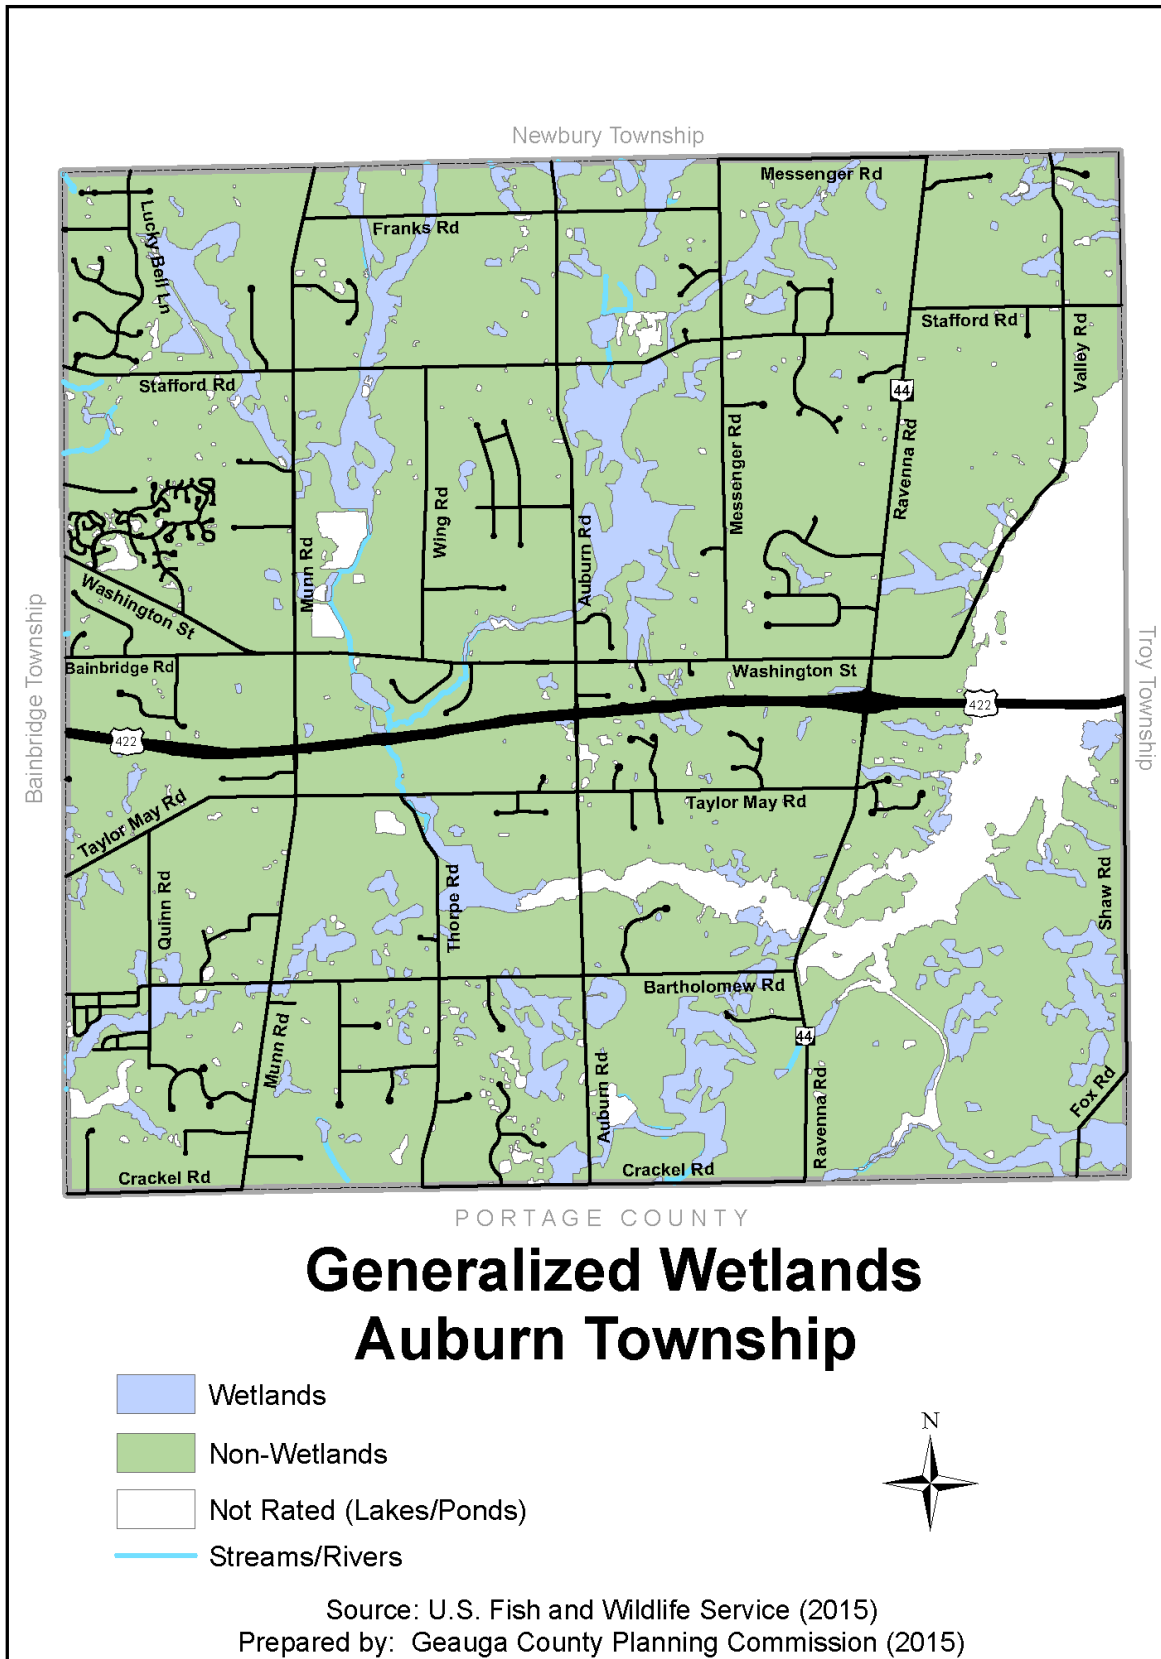 Newbury Township
Messenger Rd
Franks Rd
Lucky Bell Ln
Stafford Rd
Valley Rd
Stafford Rd
44
Ravenna Rd
Messenger Rd
Wing Rd
Auburn Rd
Munn Rd
Washington St
Bainbridge Township
Troy Township
Bainbridge Rd
Washington St
422
422
Taylor May Rd
Taylor May Rd
Quinn Rd
Thorpe Rd
Shaw Rd
Bartholomew Rd
Munn Rd
44
Auburn Rd
Ravenna Rd
Fox Rd
Crackel Rd
Crackel Rd
PORTAGE COUNTY
Generalized Wetlands
Auburn Township
Wetlands
Non-Wetlands
Not Rated (Lakes/Ponds)
Streams/Rivers
N
Source: U.S. Fish and Wildlife Service (2015)
Prepared by: Geauga County Planning Commission (2015)